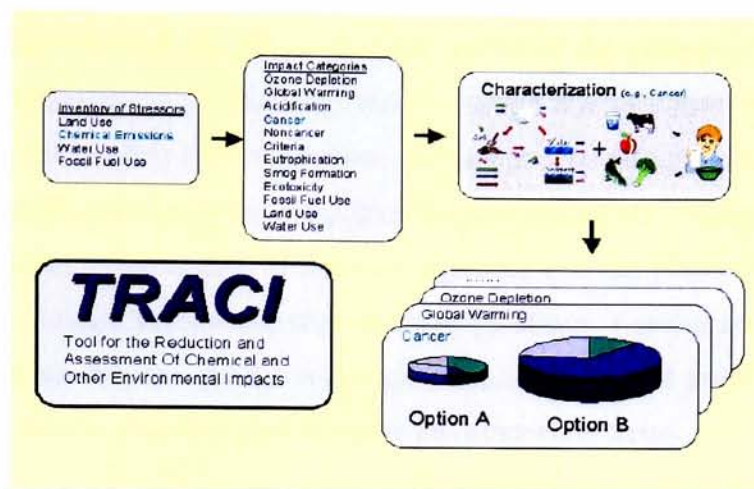 Inventory of Stressors
Land Use
Chemical Emissions
Water Use
Fossil Fuel Use
Impact Categories
Ozone Depletion
Global Warming
Acidification
Cancer
Noncancer
Criteria
Eutrophication
Smog Formation
Ecotoxicity
Fossil Fuel Use
Land Use
Water Use
Characterization (e.g., Cancer)
Water
TRACI
Tool for the Reduction and
Assessment Of Chemical and
Other Environmental Impacts
Ozone Depletion
Global Warming
Cancer
Option A
Option B